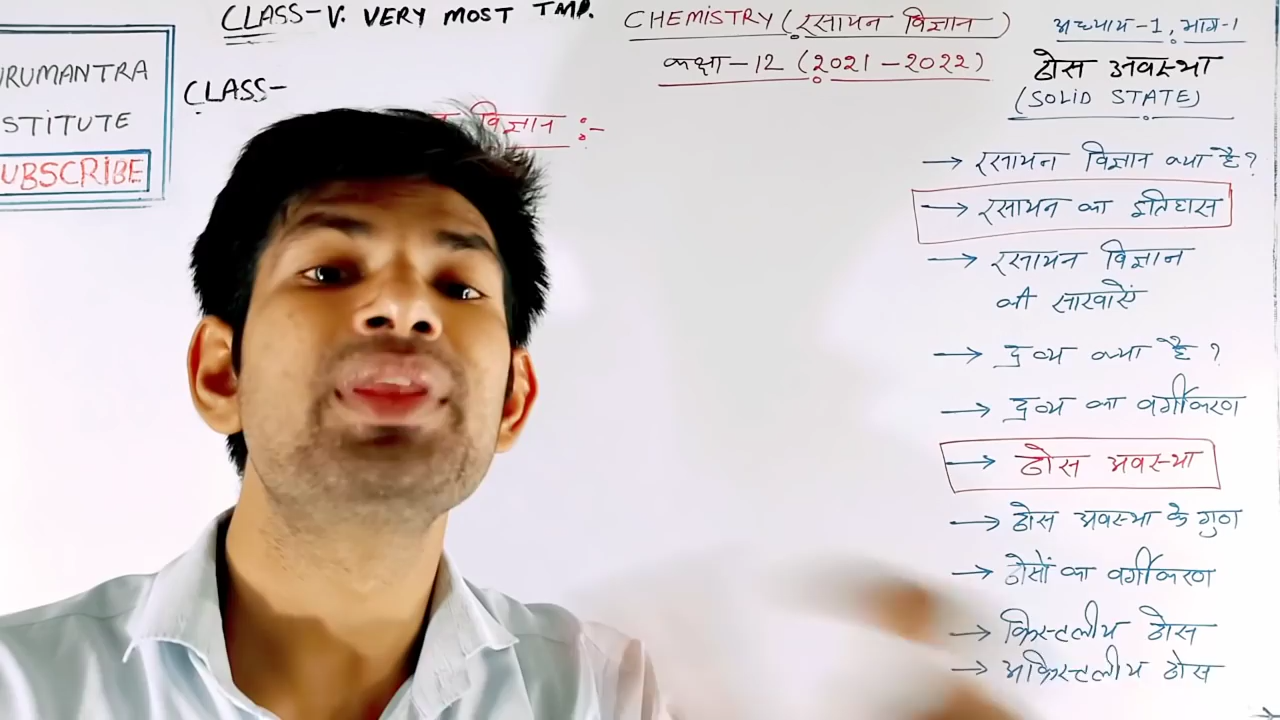 CLASS-V. VERY MOST IMP.
CHEMISTRY (रसायन विज्ञान)
कक्षा-12 (2021-2022)
अध्याय-1, भाग-1
ठोस अवस्था
(SOLID STATE)
URUMANTRA
STITUTE
UBSCRIBE
CLASS-
विज्ञान :-
→ रसायन विज्ञान क्या है?
→ रसायन का इतिहास
→ रसायन विज्ञान
की साखाएँ
→ द्रव्य क्या है ?
→ द्रव्य का वर्गीकरण
→ ठोस अवस्था
→ ठोस अवस्था के गुण
→ ठोसों का वर्गीकरण
→ क्रिस्टलीय ठोस
→ अक्रिस्टलीय ठोस